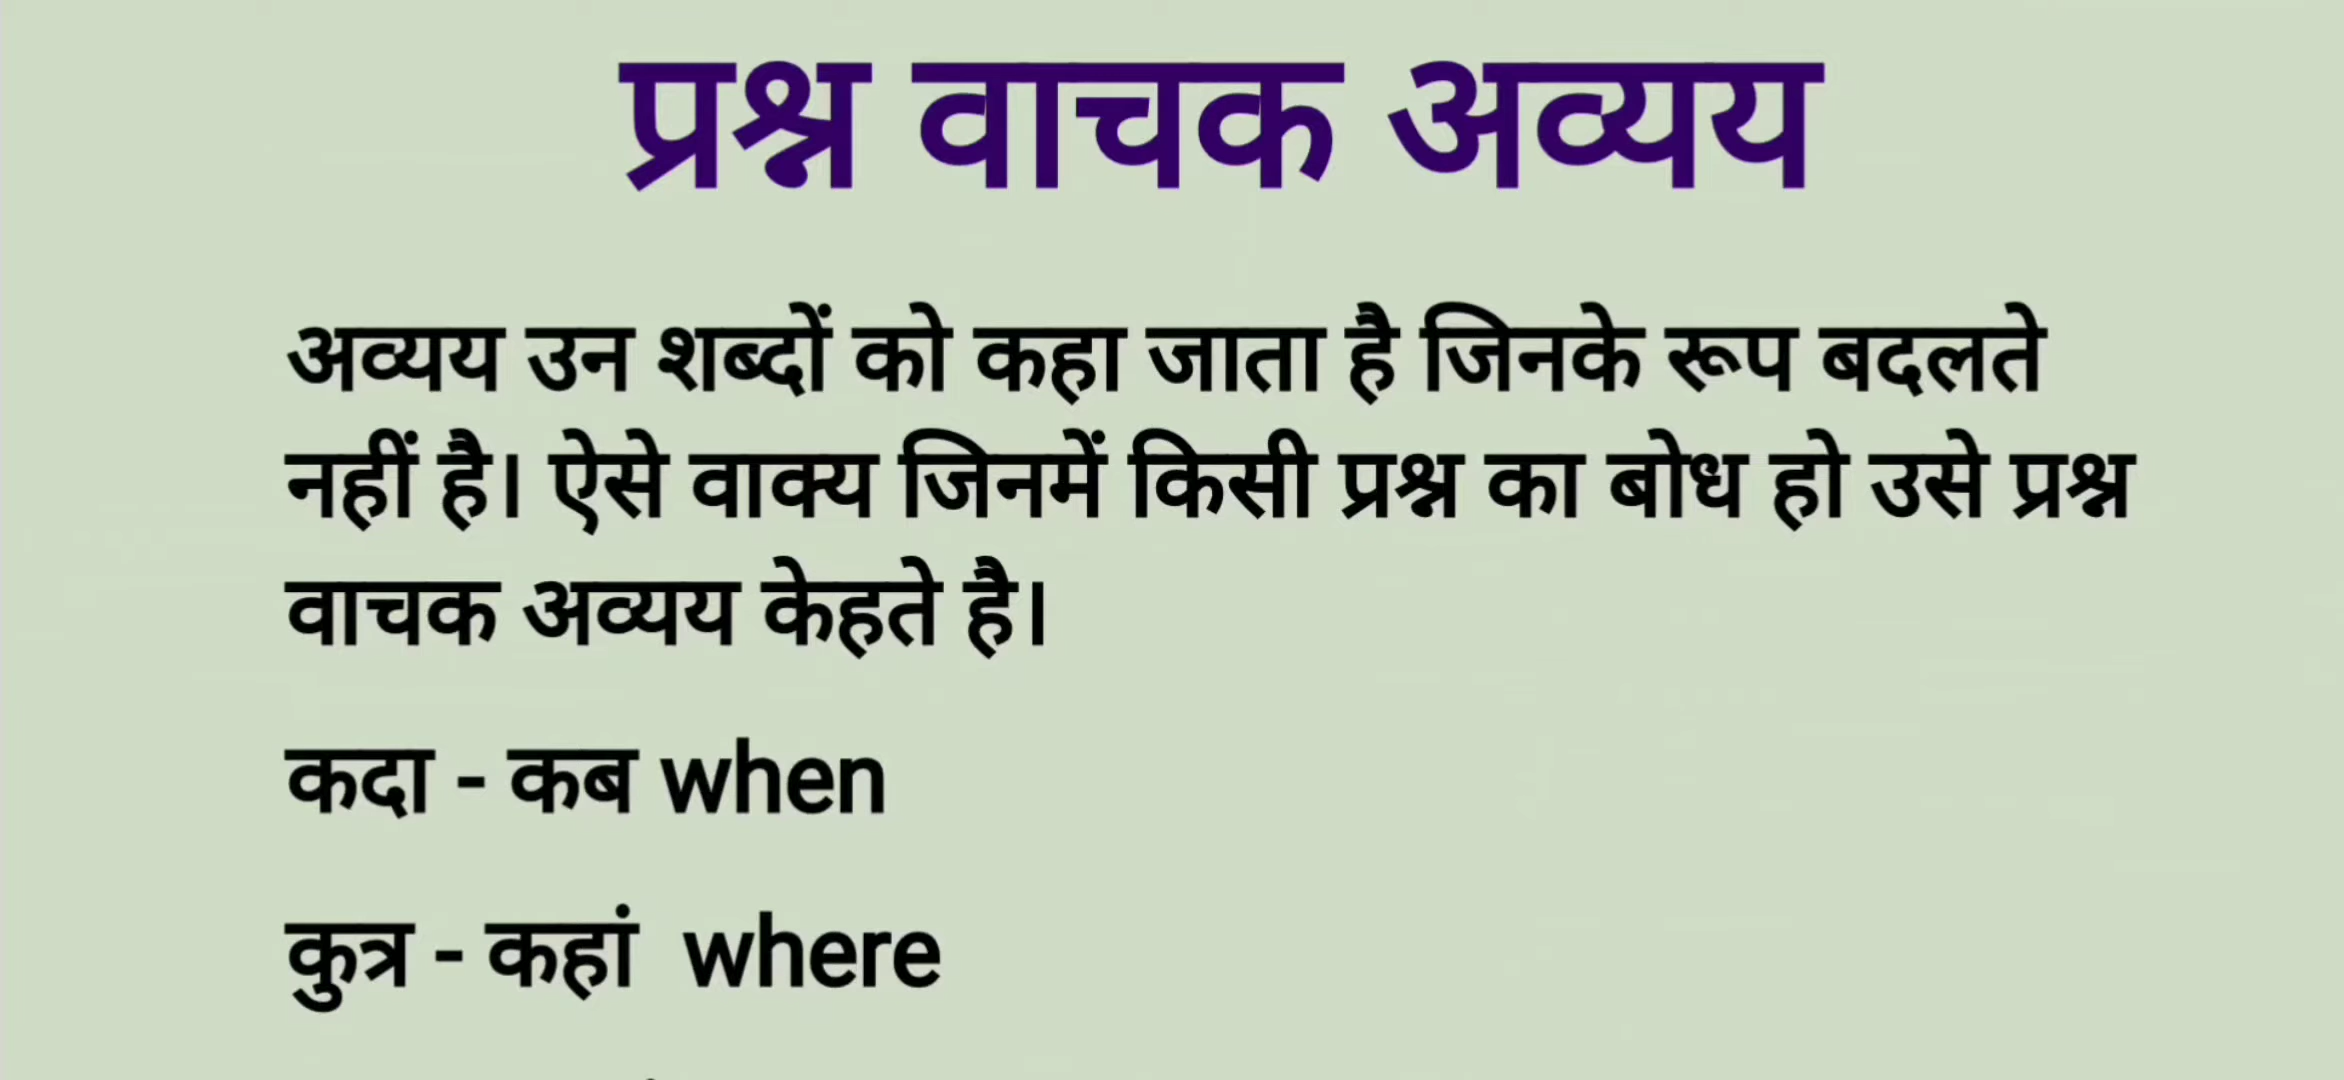 प्रश्न वाचक अव्यय
अव्यय उन शब्दों को कहा जाता है जिनके रूप बदलते
नहीं है। ऐसे वाक्य जिनमें किसी प्रश्न का बोध हो उसे प्रश्न
वाचक अव्यय केहते है।
कदा - कब when
कुत्र - कहां  where